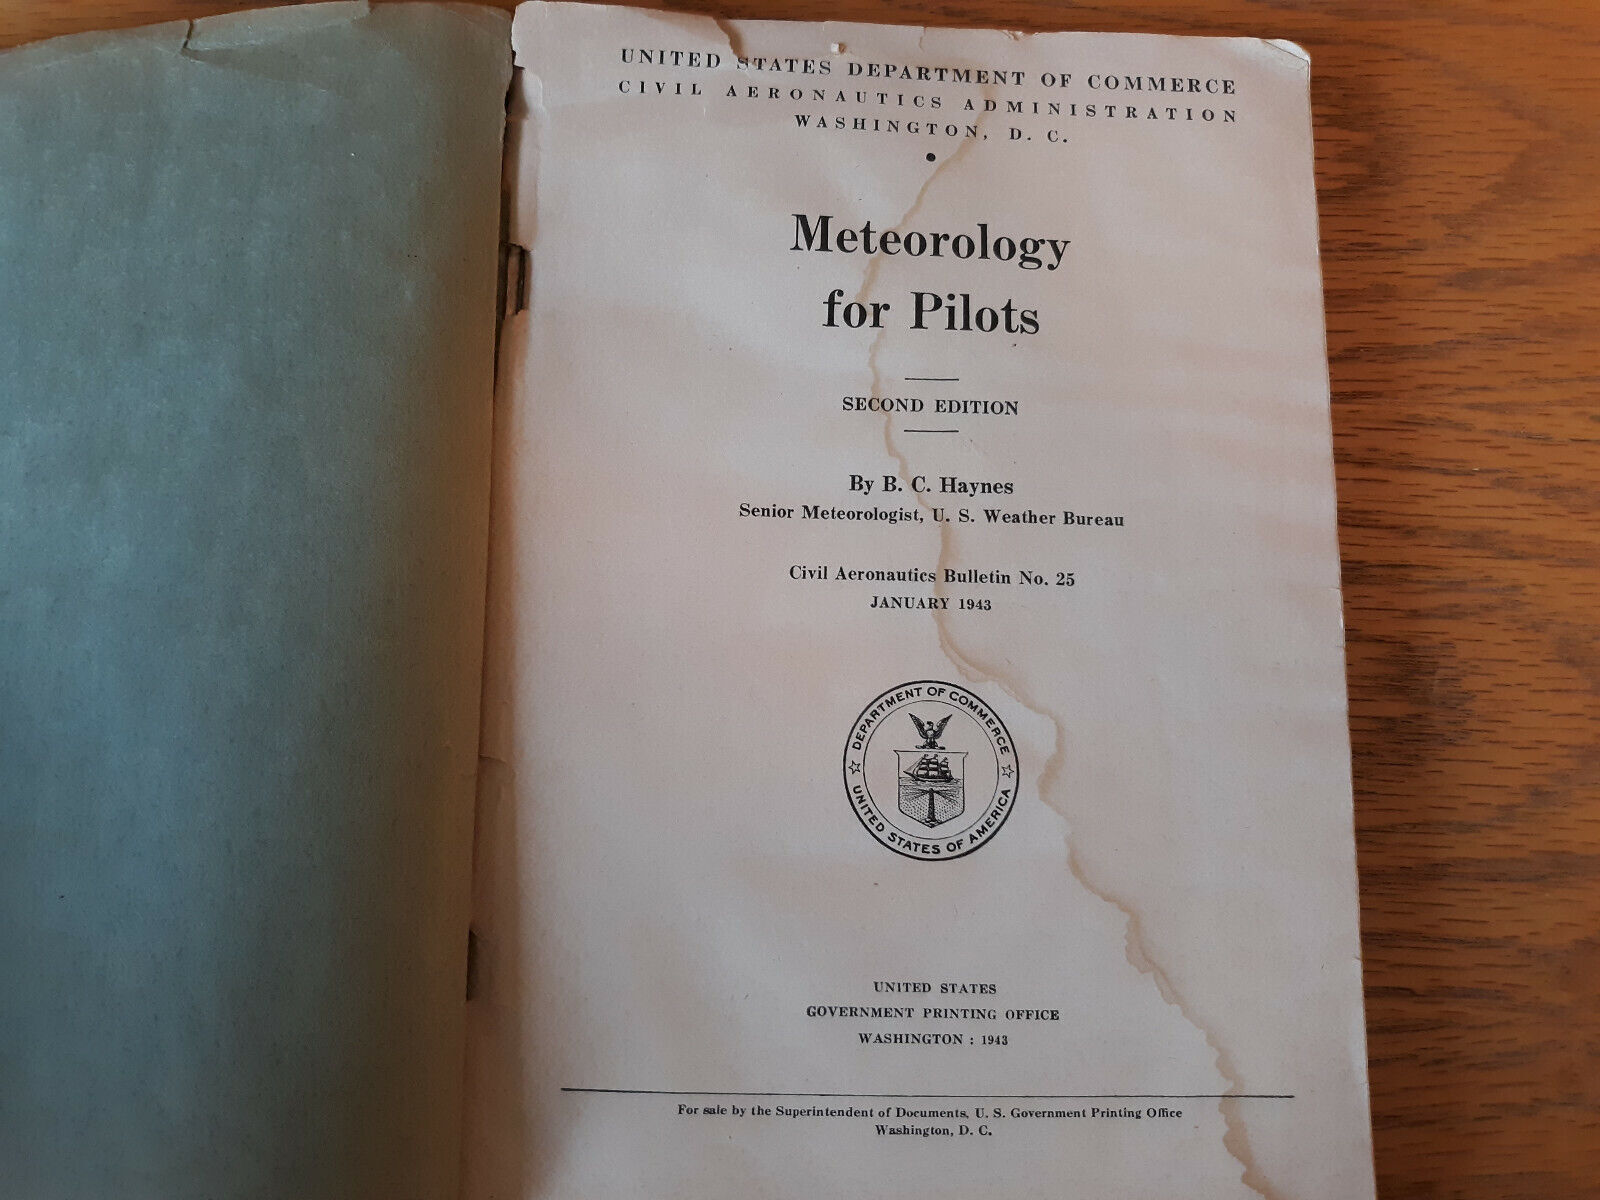 UNITED STATES DEPARTMENT OF COMMERCE
CIVIL AERONAUTICS ADMINISTRATION
WASHINGTON, D. C.
Meteorology
for Pilots
SECOND EDITION
By B. C. Haynes
Senior Meteorologist, U. S. Weather Bureau
Civil Aeronautics Bulletin No. 25
JANUARY 1943
DEPARTMENT OF COMMERCE
UNITED STATES OF AMERICA
UNITED STATES
GOVERNMENT PRINTING OFFICE
WASHINGTON : 1943
For sale by the Superintendent of Documents, U. S. Government Printing Office
Washington, D. C.